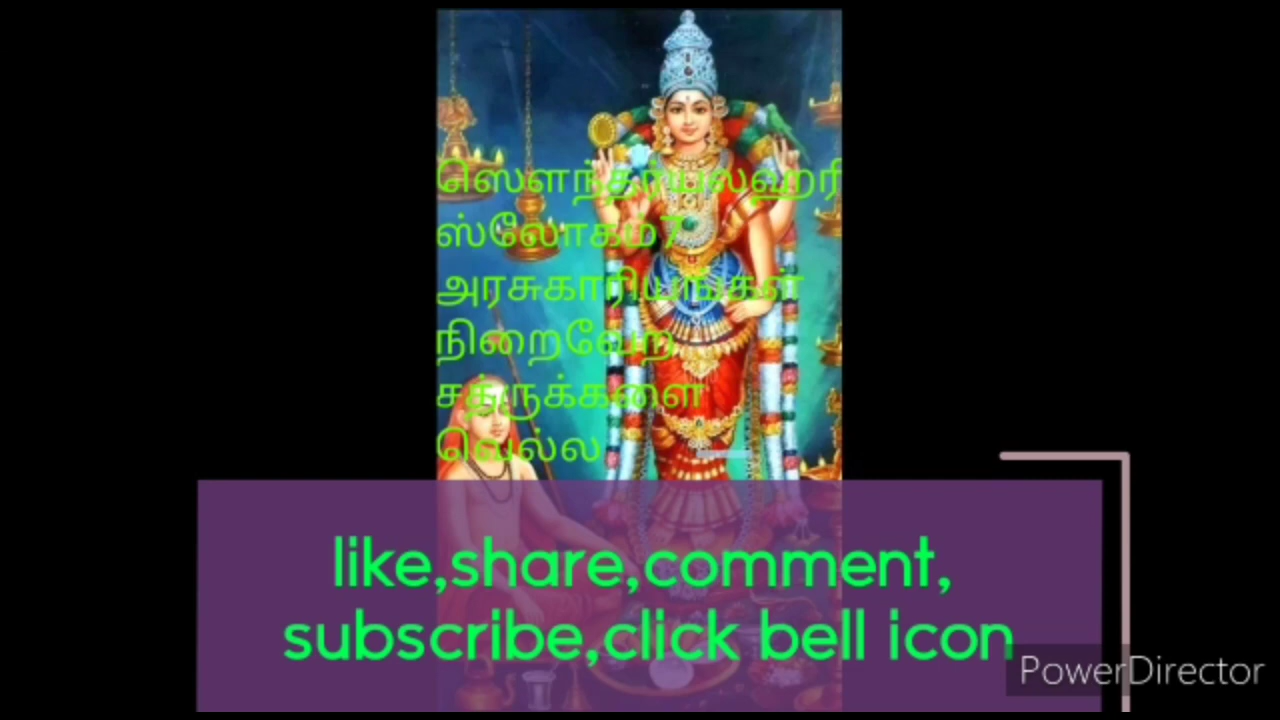 ஸௌந்தர்யலஹரி
ஸ்லோகம்7
அரசுகாரியங்கள்
நிறைவேற
சத்ருக்களை
வெல்ல
like,share,comment,
subscribe,click bell icon
PowerDirector